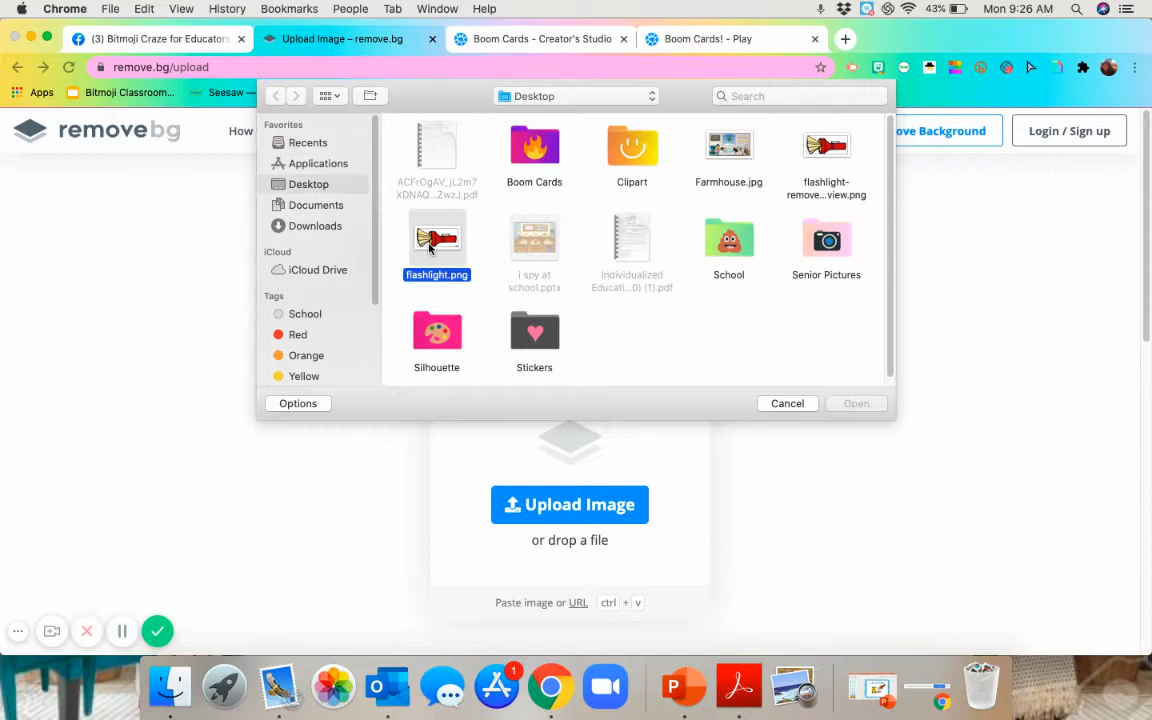 Chrome File Edit View History Bookmarks People Tab Window Help 43% Mon 9:26 AM
(3) Bitmoji Craze for Educators Upload Image – remove.bg Boom Cards - Creator's Studio Boom Cards! - Play
remove.bg/upload
Apps Bitmoji Classroom... Seesaw
removebg How ove Background Login / Sign up
Desktop Search
Favorites
Recents
Applications
Desktop
Documents
Downloads
iCloud
iCloud Drive
Tags
School
Red
Orange
Yellow
ACFrOgAV_jL2m7
XDNAQ...ZwzJ.pdf
Boom Cards
Clipart
Farmhouse.jpg
flashlight-
remove...view.png
flashlight.png
i spy at
school.pptx
Individualized
Educati...0) (1).pdf
School
Senior Pictures
Silhouette
Stickers
Options Cancel Open
Upload Image
or drop a file
Paste image or URL ctrl + v
1